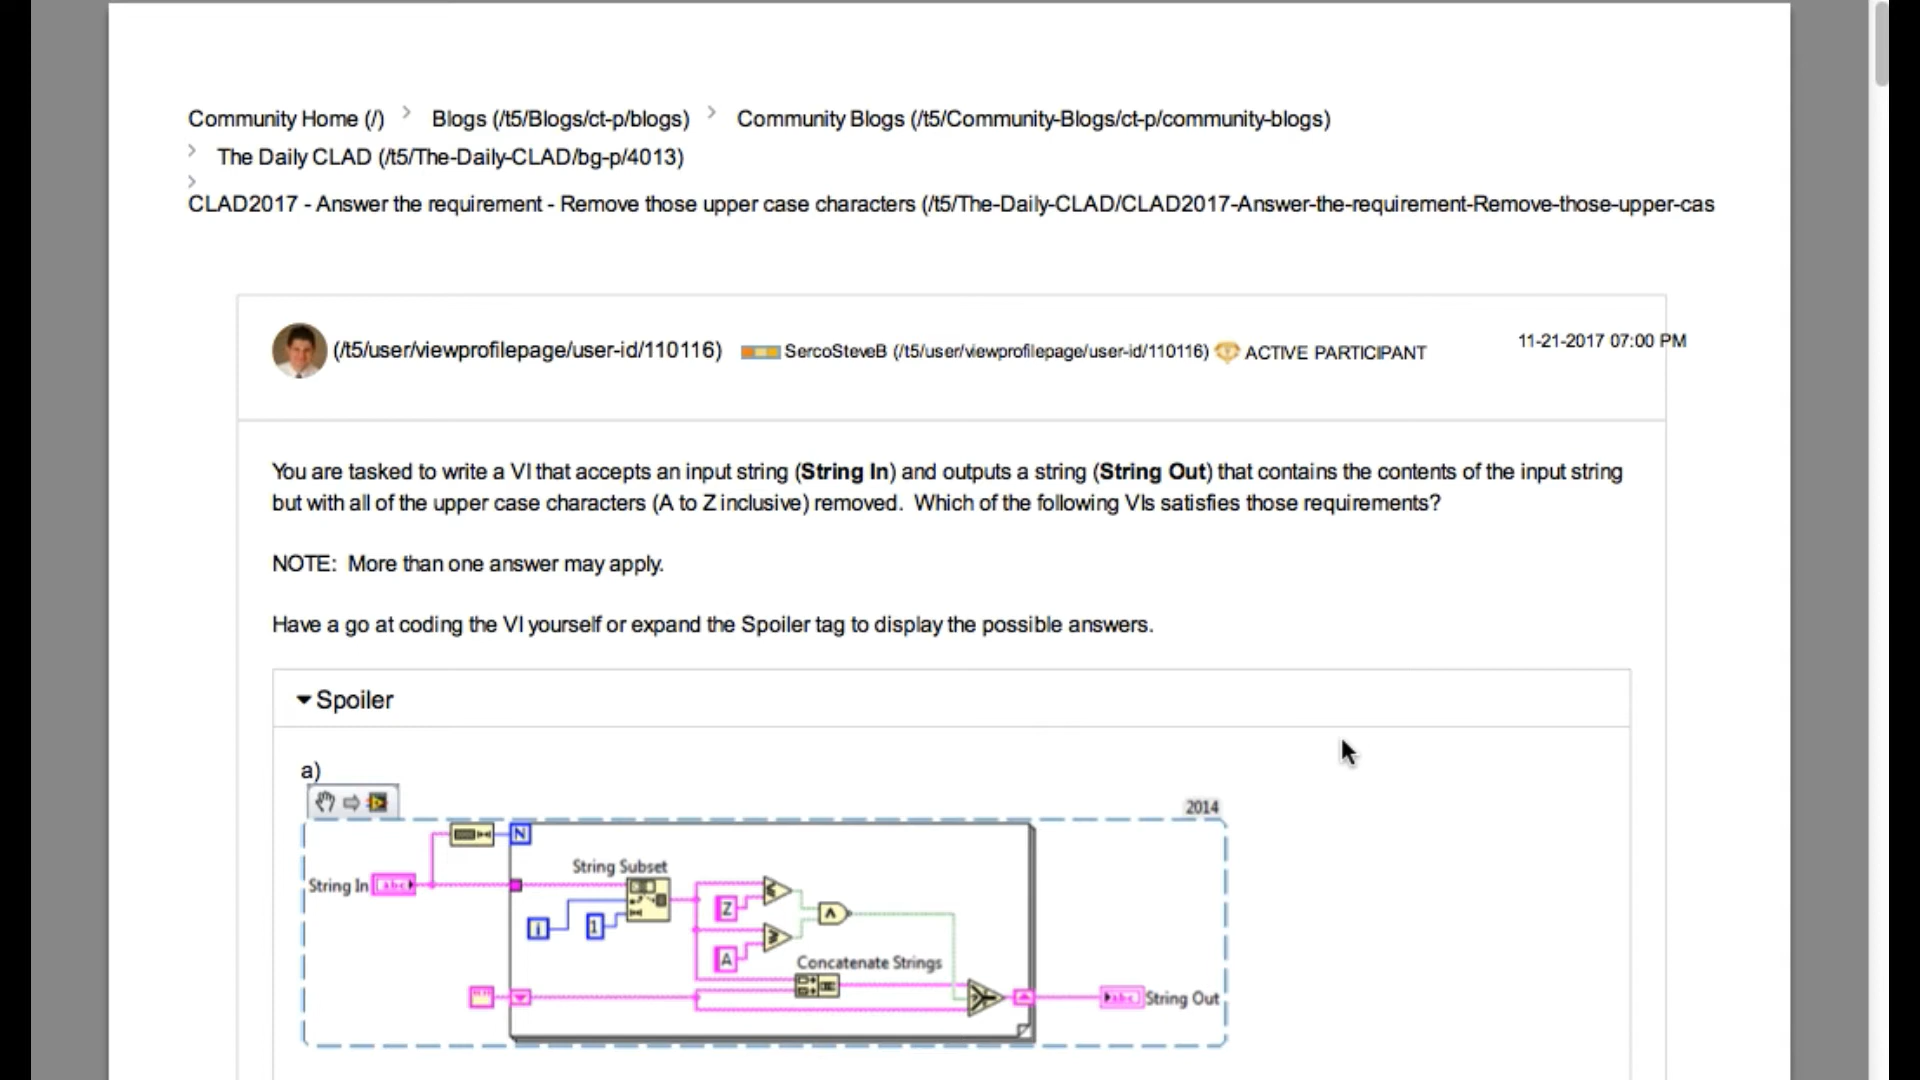 Community Home (/) > Blogs (/t5/Blogs/ct-p/blogs) > Community Blogs (/t5/Community-Blogs/ct-p/community-blogs)
> The Daily CLAD (/t5/The-Daily-CLAD/bg-p/4013)
>
CLAD2017 - Answer the requirement - Remove those upper case characters (/t5/The-Daily-CLAD/CLAD2017-Answer-the-requirement-Remove-those-upper-cas
(/t5/user/viewprofilepage/user-id/110116) SercoSteveB (/t5/user/viewprofilepage/user-id/110116) ACTIVE PARTICIPANT 11-21-2017 07:00 PM
You are tasked to write a VI that accepts an input string (String In) and outputs a string (String Out) that contains the contents of the input string
but with all of the upper case characters (A to Z inclusive) removed.  Which of the following VIs satisfies those requirements?
NOTE:  More than one answer may apply.
Have a go at coding the VI yourself or expand the Spoiler tag to display the possible answers.
Spoiler
a)
2014
N
String Subset
String In abc
Z
i
1
A
Concatenate Strings
abc String Out